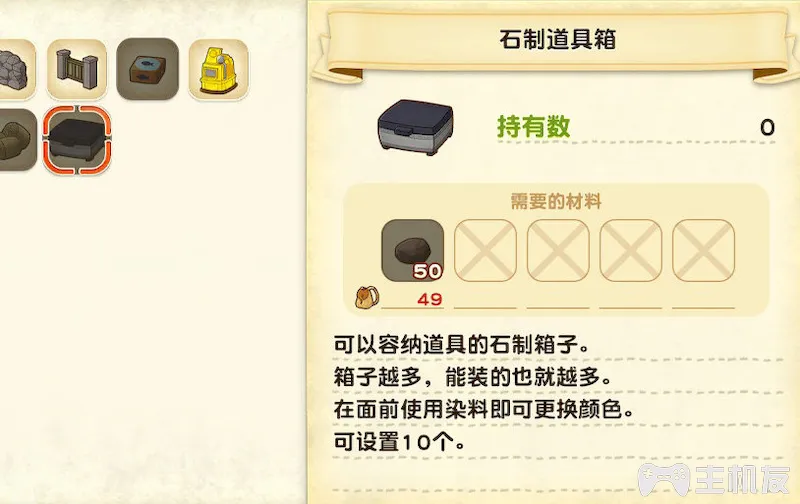 石制道具箱
持有数 0
需要的材料
50
49
可以容纳道具的石制箱子。
箱子越多，能装的也就越多。
在面前使用染料即可更换颜色。
可设置10个。
主机友